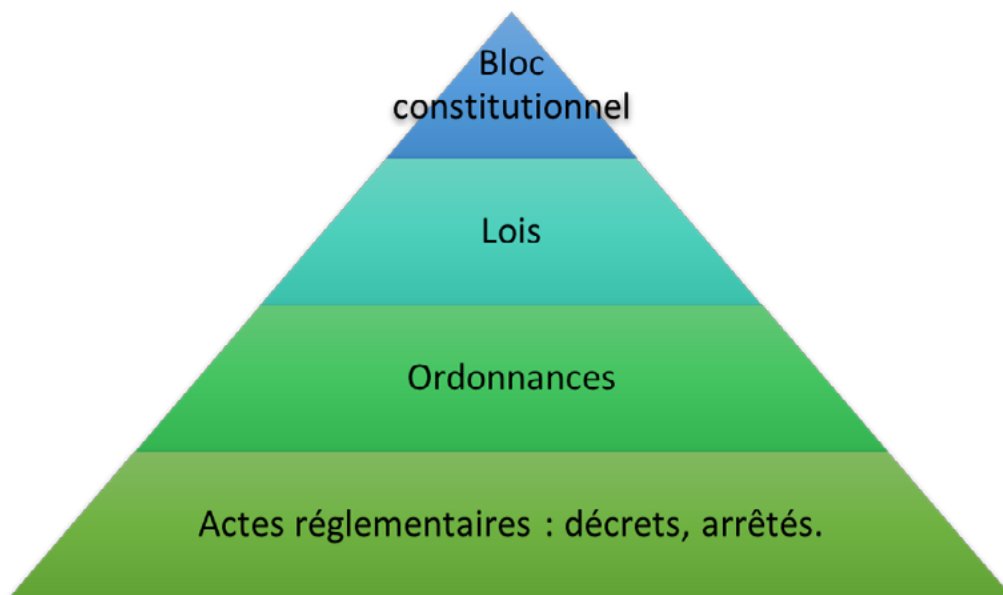 Bloc
constitutionnel
Lois
Ordonnances
Actes réglementaires : décrets, arrêtés.